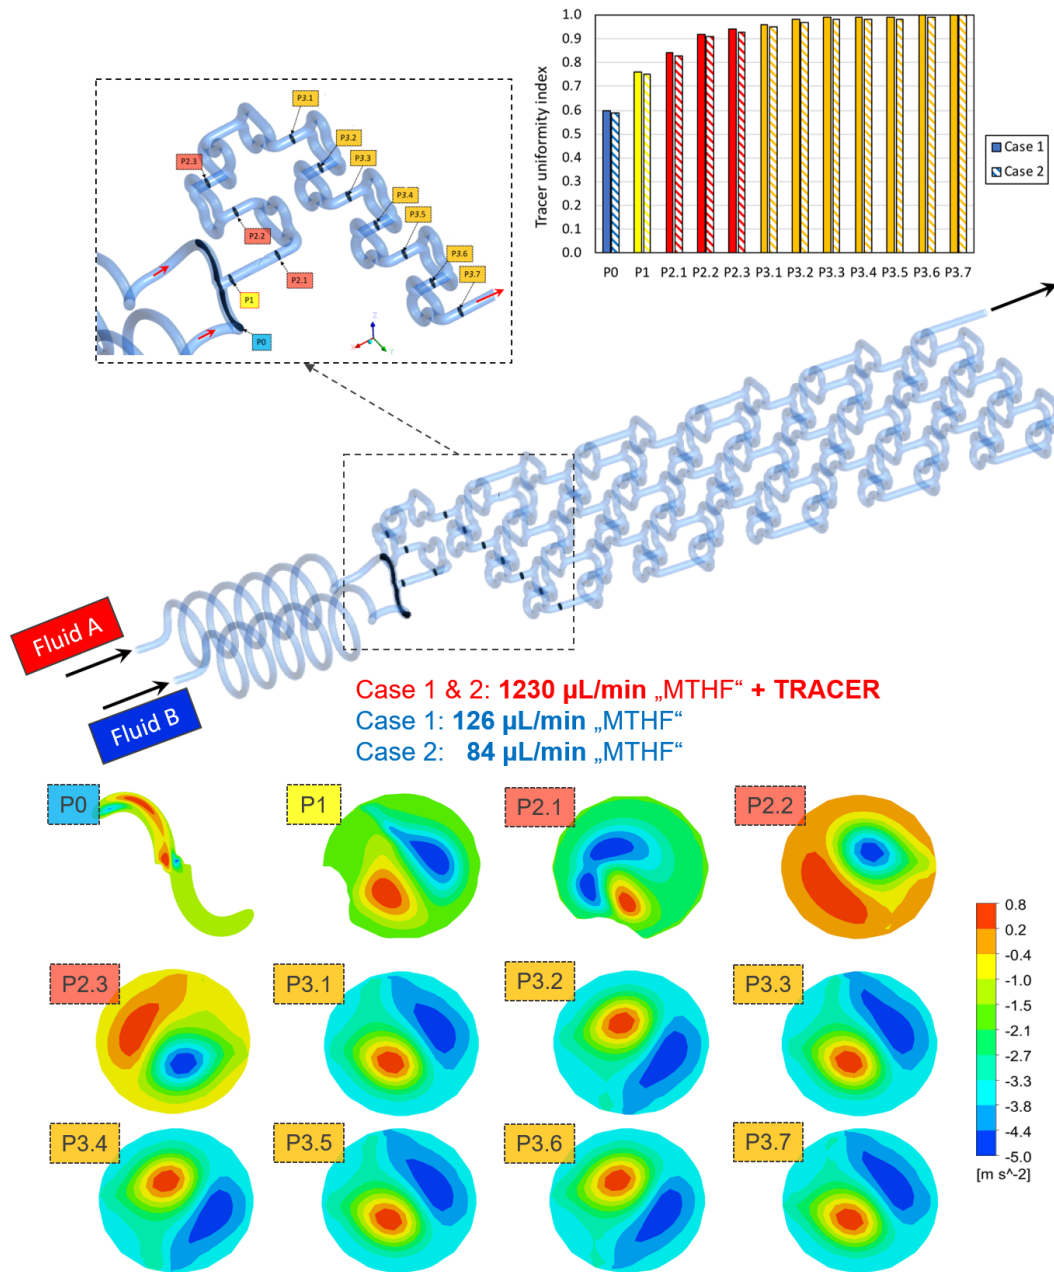 1.0
0.9
0.8
0.7
0.6
0.5
0.4
0.3
0.2
0.1
0.0
Tracer uniformity index
P0 P1 P2.1 P2.2 P2.3 P3.1 P3.2 P3.3 P3.4 P3.5 P3.6 P3.7
Case 1
Case 2
P3.1
P3.2
P2.3
P3.3
P3.4
P3.5
P2.2
P2.1
P3.6
P3.7
P1
P0
Z
Y
Fluid A
Fluid B
Case 1 & 2: 1230 µL/min „MTHF“ + TRACER
Case 1: 126 µL/min „MTHF“
Case 2: 84 µL/min „MTHF“
P0 P1 P2.1 P2.2
P2.3 P3.1 P3.2 P3.3
P3.4 P3.5 P3.6 P3.7
0.8
0.2
-0.4
-1.0
-1.5
-2.1
-2.7
-3.3
-3.8
-4.4
-5.0
[m s^-2]